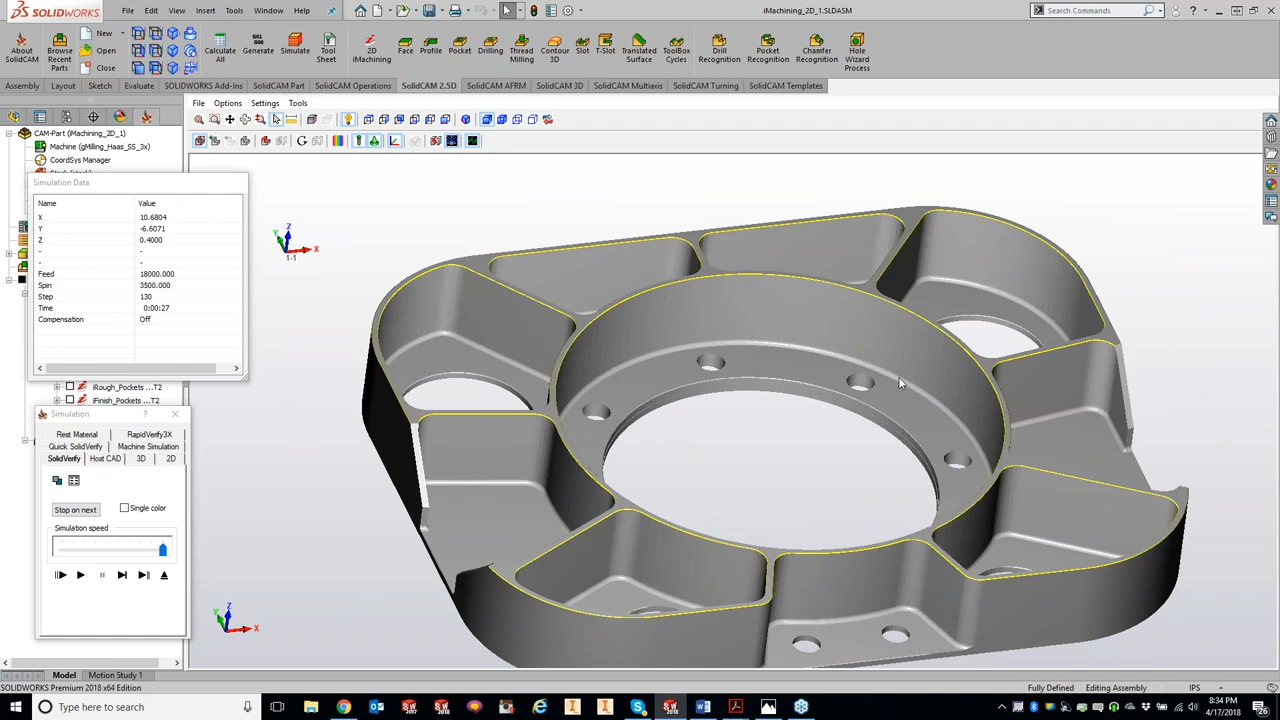 SOLIDWORKS
File Edit View Insert Tools Window Help
iMachining_2D_1.SLDASM
Search Commands
About SolidCAM
Browse Recent Parts
New
Open
Close
Calculate All
G01 G00
Generate
Simulate
Tool Sheet
2D iMachining
Face
Profile
Pocket
Drilling
Thread Milling
Contour 3D
Slot
T-Slot
Translated Surface
ToolBox Cycles
Drill Recognition
Pocket Recognition
Chamfer Recognition
Hole Wizard Process
Assembly Layout Sketch Evaluate SOLIDWORKS Add-Ins SolidCAM Part SolidCAM Operations SolidCAM 2.5D SolidCAM AFRM SolidCAM 3D SolidCAM Multiaxis SolidCAM Turning SolidCAM Templates
File Options Settings Tools
CAM-Part (iMachining_2D_1)
Machine (gMilling_Haas_SS_3x)
CoordSys Manager
Simulation Data
Name Value
X 10.6804
Y -6.6071
Z 0.4000
- -
- -
Feed 18000.000
Spin 3500.000
Step 130
Time 0:00:27
Compensation Off
iRough_Pockets ...T2
iFinish_Pockets ...T2
Simulation ?
Rest Material RapidVerify3X
Quick SolidVerify Machine Simulation
SolidVerify Host CAD 3D 2D
Stop on next Single color
Simulation speed
Z
Y X
1-1
Z
Y X
Model Motion Study 1
SOLIDWORKS Premium 2018 x64 Edition
Fully Defined Editing Assembly IPS
Type here to search
8:34 PM
4/17/2018